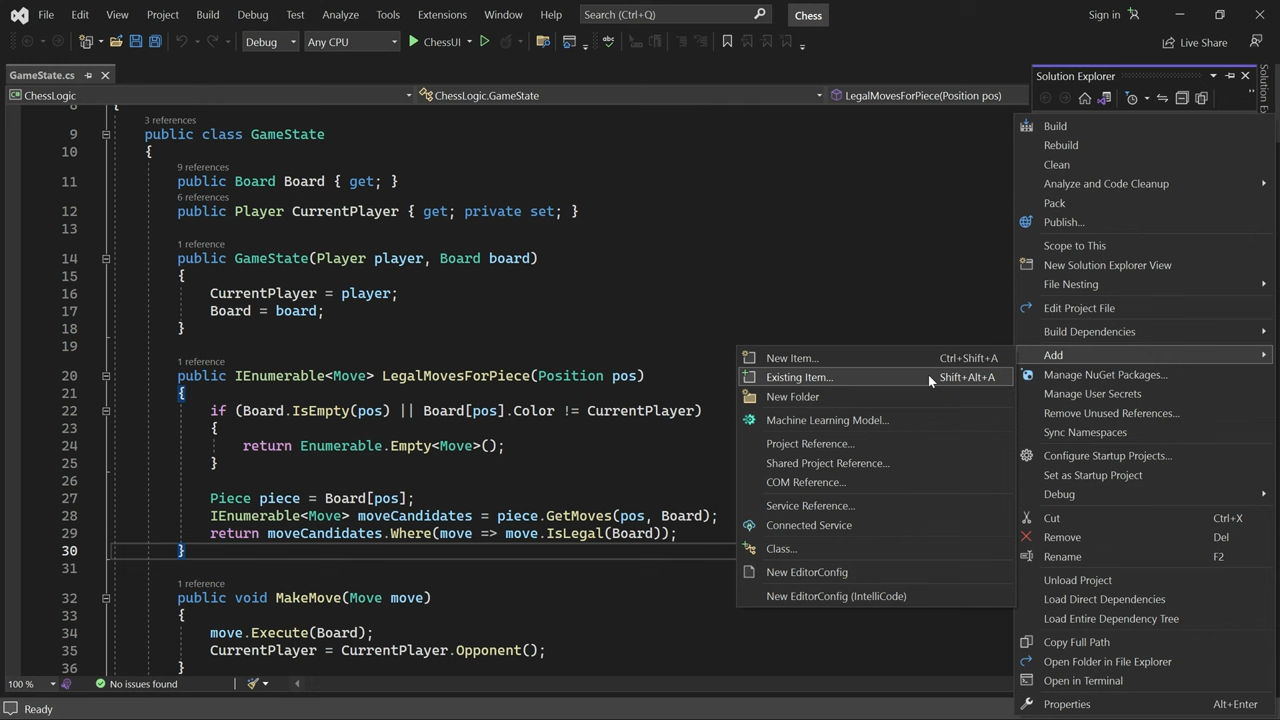 File Edit View Project Build Debug Test Analyze Tools Extensions Window Help Search (Ctrl+Q) Chess Sign in
Debug Any CPU ChessUI Live Share
GameState.cs
ChessLogic ChessLogic.GameState LegalMovesForPiece(Position pos)
8 {
3 references
9 public class GameState
10 {
9 references
11 public Board Board { get; }
6 references
12 public Player CurrentPlayer { get; private set; }
13
1 reference
14 public GameState(Player player, Board board)
15 {
16 CurrentPlayer = player;
17 Board = board;
18 }
19
1 reference
20 public IEnumerable<Move> LegalMovesForPiece(Position pos)
21 {
22 if (Board.IsEmpty(pos) || Board[pos].Color != CurrentPlayer)
23 {
24 return Enumerable.Empty<Move>();
25 }
26
27 Piece piece = Board[pos];
28 IEnumerable<Move> moveCandidates = piece.GetMoves(pos, Board);
29 return moveCandidates.Where(move => move.IsLegal(Board));
30 }
31
1 reference
32 public void MakeMove(Move move)
33 {
34 move.Execute(Board);
35 CurrentPlayer = CurrentPlayer.Opponent();
36 }
100 % No issues found
Ready
New Item... Ctrl+Shift+A
Existing Item... Shift+Alt+A
New Folder
Machine Learning Model...
Project Reference...
Shared Project Reference...
COM Reference...
Service Reference...
Connected Service
Class...
New EditorConfig
New EditorConfig (IntelliCode)
Solution Explorer
Solution Ex
Build
Rebuild
Clean
Analyze and Code Cleanup
Pack
Publish...
Scope to This
New Solution Explorer View
File Nesting
Edit Project File
Build Dependencies
Add
Manage NuGet Packages...
Manage User Secrets
Remove Unused References...
Sync Namespaces
Configure Startup Projects...
Set as Startup Project
Debug
Cut Ctrl+X
Remove Del
Rename F2
Unload Project
Load Direct Dependencies
Load Entire Dependency Tree
Copy Full Path
Open Folder in File Explorer
Open in Terminal
Properties Alt+Enter